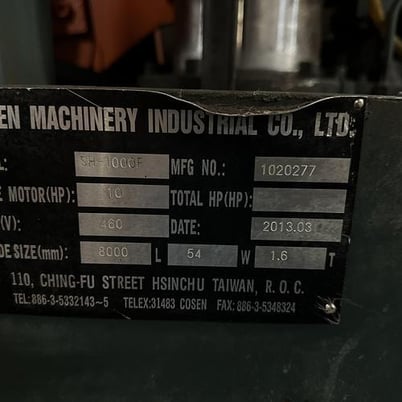 EN MACHINERY INDUSTRIAL CO., LTD.
L: SH-1000F MFG NO.: 1020277
E MOTOR(HP): 10 TOTAL HP(HP):
(V): 460 DATE: 2013.03
DE SIZE(mm): 8000 L 54 W 1.6 T
110, CHING-FU STREET HSINCHU TAIWAN, R.O.C.
TEL:886-3-5332143~5 TELEX:31483 COSEN FAX:886-3-5348324